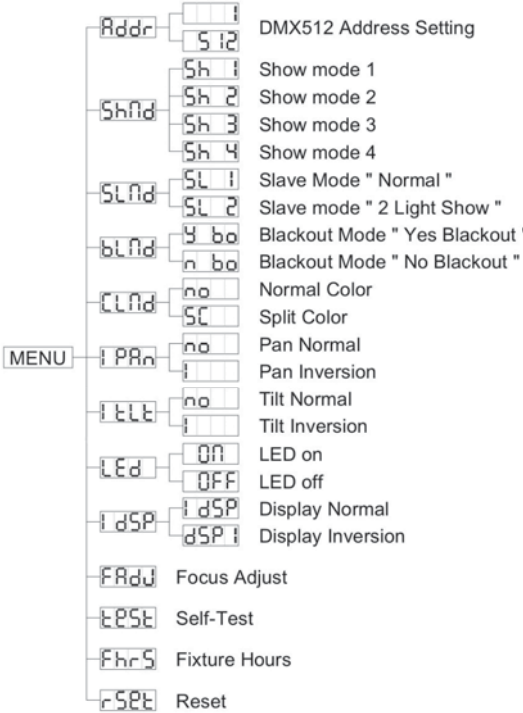 Addr
1
512
DMX512 Address Setting
ShMd
Sh 1 Show mode 1
Sh 2 Show mode 2
Sh 3 Show mode 3
Sh 4 Show mode 4
SLMd
SL 1 Slave Mode " Normal "
SL 2 Slave mode " 2 Light Show "
bLMd
Y bo Blackout Mode " Yes Blackout "
n bo Blackout Mode " No Blackout "
CLMd
no Normal Color
SC Split Color
MENU
I PAn
no Pan Normal
I Pan Inversion
I tLt
no Tilt Normal
I Tilt Inversion
LEd
ON LED on
OFF LED off
I dSP
I dSP Display Normal
dSP I Display Inversion
FAdJ Focus Adjust
teSt Self-Test
FhrS Fixture Hours
rSet Reset